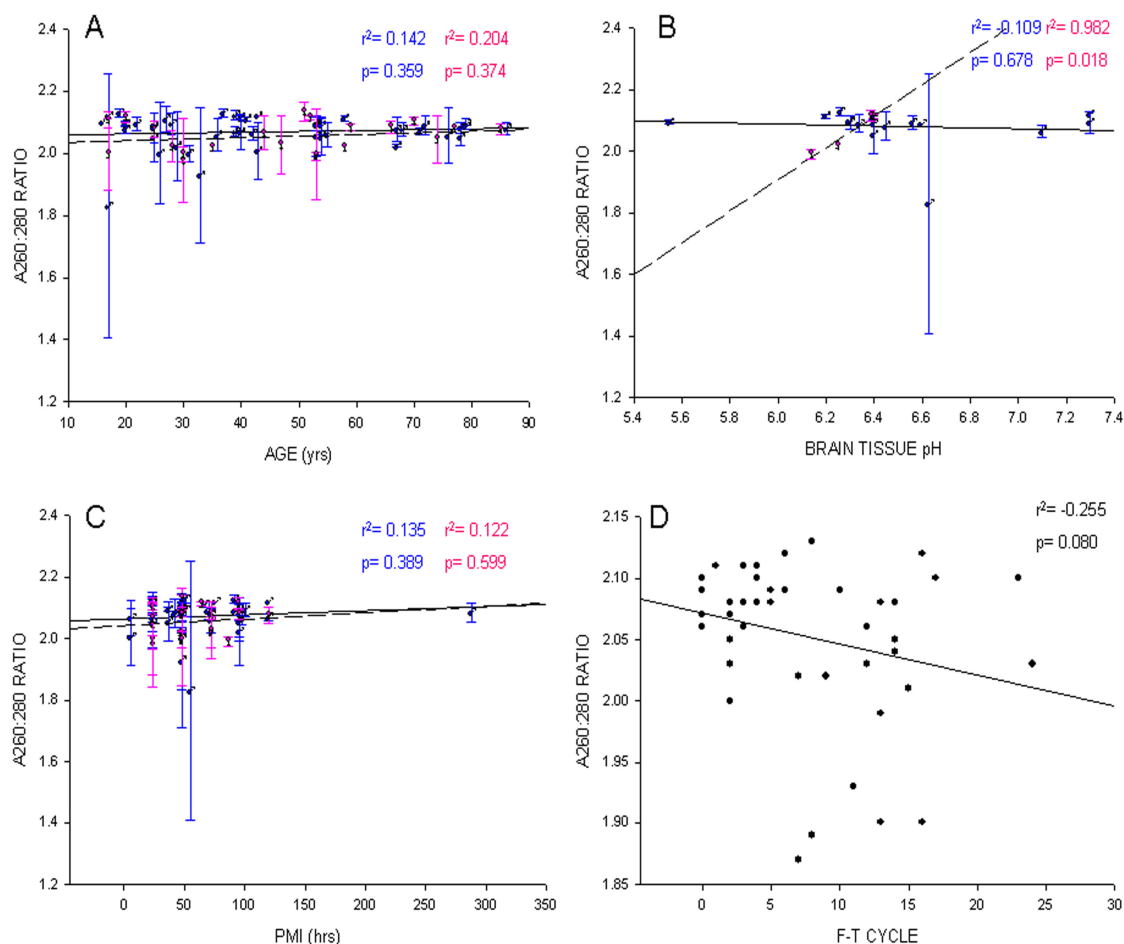 A
r²= 0.142 r²= 0.204
p= 0.359 p= 0.374
2.4
2.2
2.0
1.8
1.6
1.4
1.2
A260:280 RATIO
10 20 30 40 50 60 70 80 90
AGE (yrs)
B
r²= -0.109 r²= 0.982
p= 0.678 p= 0.018
2.4
2.2
2.0
1.8
1.6
1.4
1.2
A260:280 RATIO
5.4 5.6 5.8 6.0 6.2 6.4 6.6 6.8 7.0 7.2 7.4
BRAIN TISSUE pH
C
r²= 0.135 r²= 0.122
p= 0.389 p= 0.599
2.4
2.2
2.0
1.8
1.6
1.4
1.2
A260:280 RATIO
0 50 100 150 200 250 300 350
PMI (hrs)
D
r²= -0.255
p= 0.080
2.15
2.10
2.05
2.00
1.95
1.90
1.85
A260:280 RATIO
0 5 10 15 20 25 30
F-T CYCLE